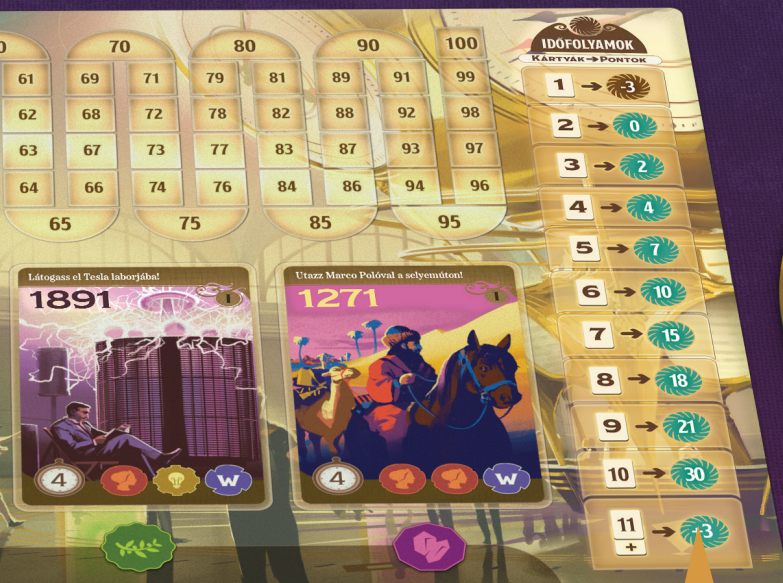 0 70 80 90 100
61 69 71 79 81 89 91 99
62 68 72 78 82 88 92 98
63 67 73 77 83 87 93 97
64 66 74 76 84 86 94 96
65 75 85 95
IDŐFOLYAMOK
KÁRTYÁK→PONTOK
1 → -3
2 → 0
3 → 2
4 → 4
5 → 7
6 → 10
7 → 15
8 → 18
9 → 21
10 → 30
11 + → +3
Látogass el Tesla laborjába!
1891
I
4 W
Utazz Marco Polóval a selyemúton!
1271
I
4 W